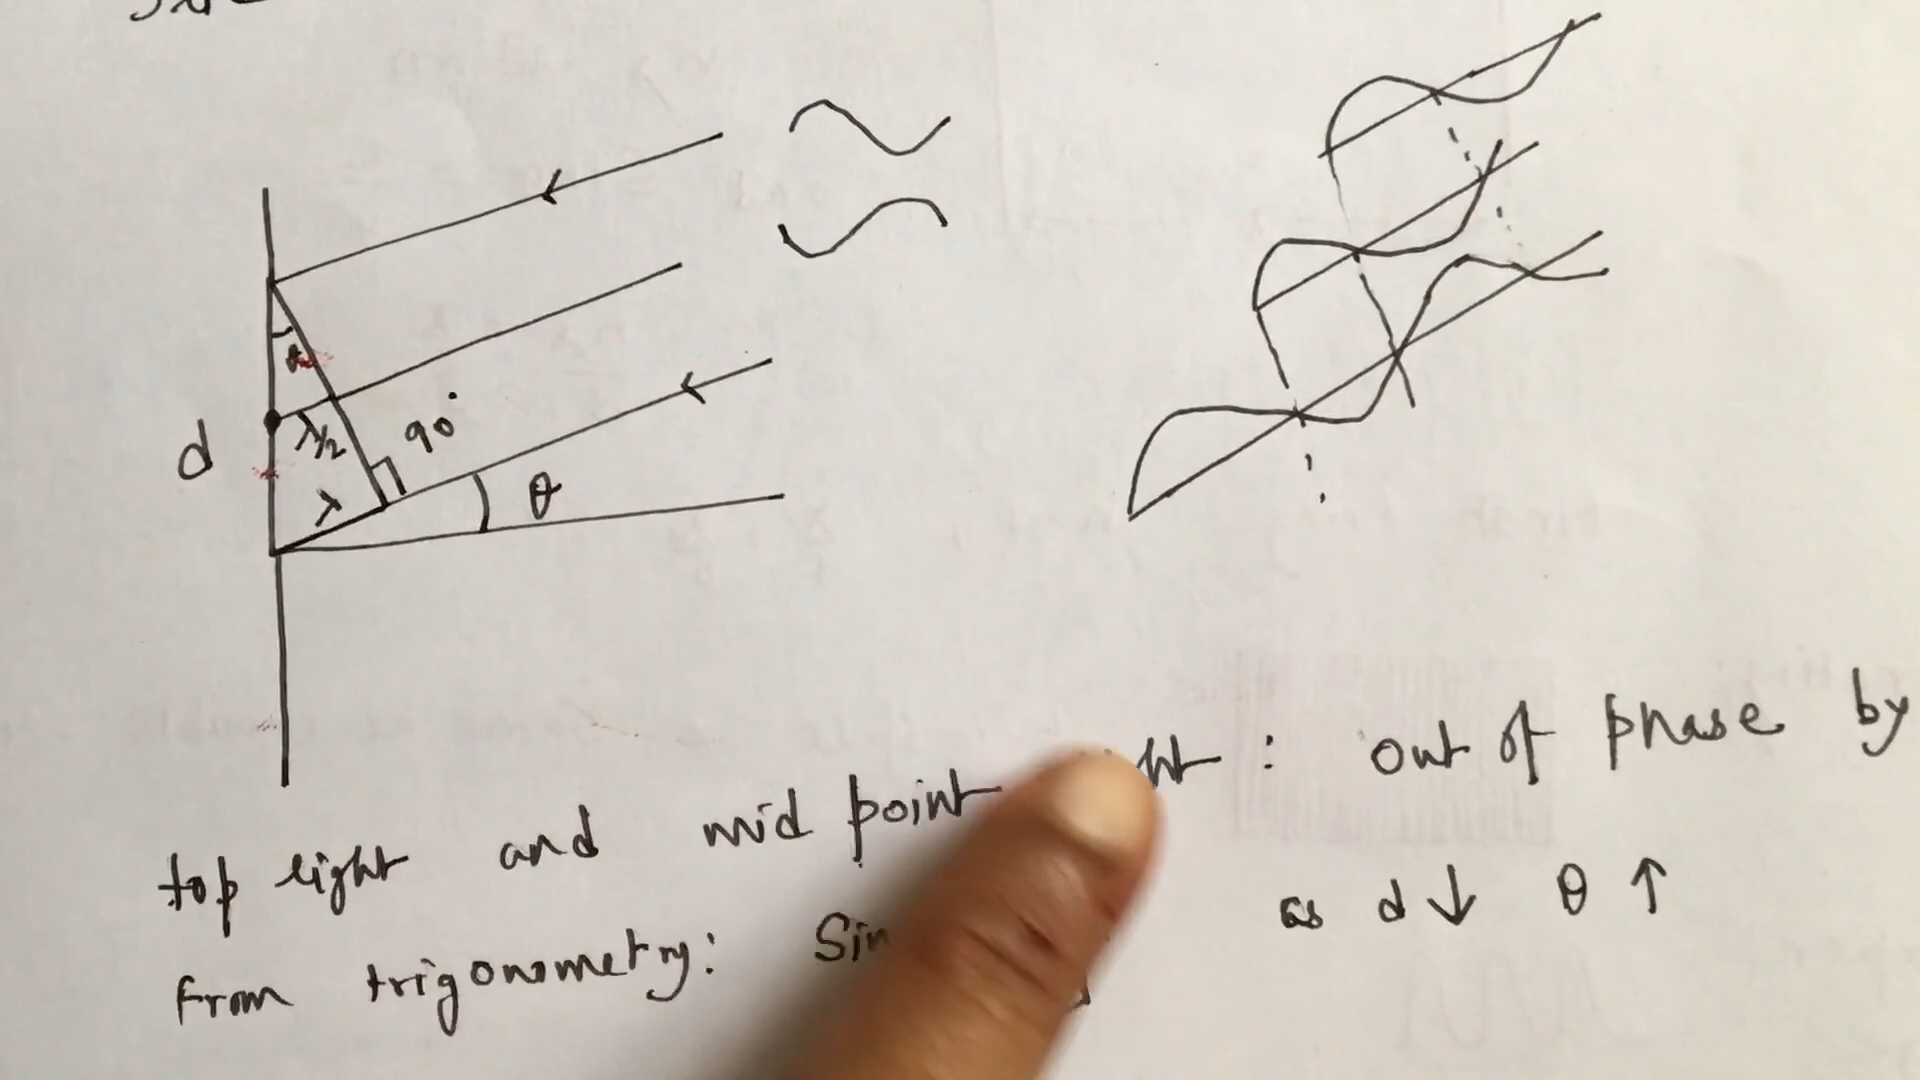 θ
d
λ/2
90°
λ
θ
top light and mid point : out of phase by
from trigonometry: Sin as d ↓ θ ↑